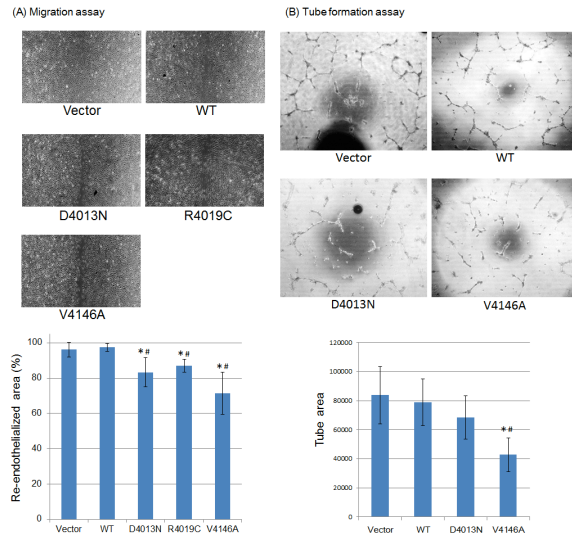 (A) Migration assay
Vector
WT
D4013N
R4019C
V4146A
Re-endothelialized area (%)
100
80
60
40
20
0
*#
*#
*#
Vector
WT
D4013N
R4019C
V4146A
(B) Tube formation assay
Vector
WT
D4013N
V4146A
Tube area
120000
100000
80000
60000
40000
20000
0
*#
Vector
WT
D4013N
V4146A